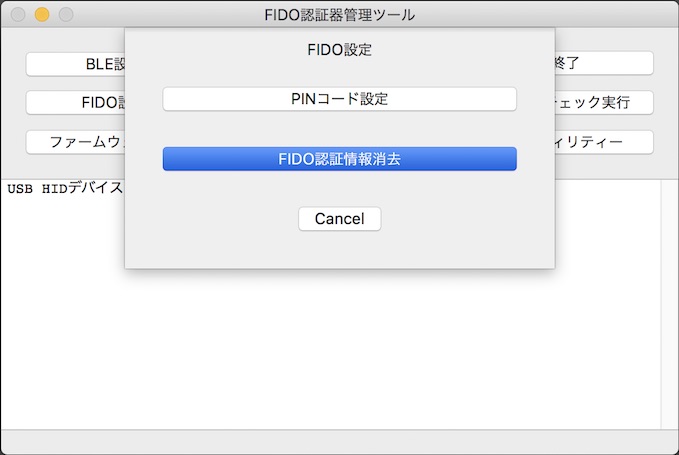 FIDO認証器管理ツール
FIDO設定
BLE設
終了
PINコード設定
FIDO設
ェック実行
ファームウ
FIDO認証情報消去
ィリティー
USB HIDデバイス
Cancel